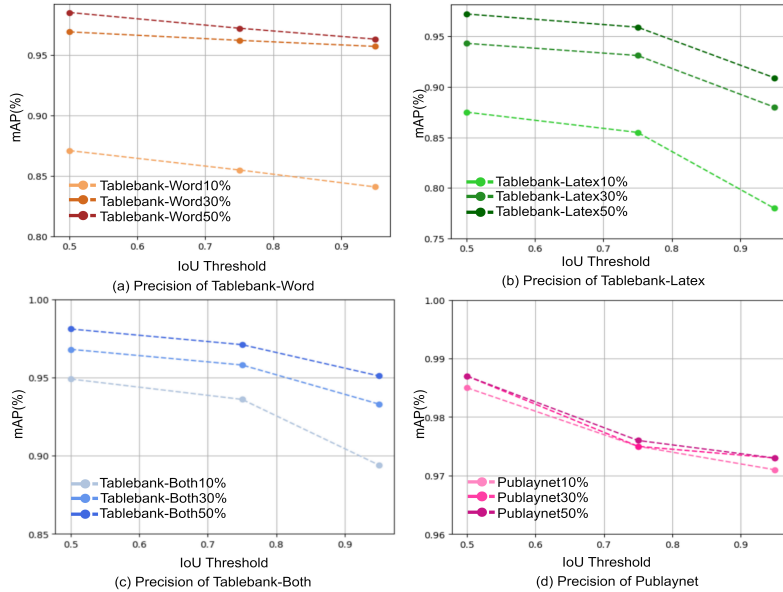 0.95
0.90
0.85
0.80
mAP(%)
Tablebank-Word10%
Tablebank-Word30%
Tablebank-Word50%
0.5 0.6 0.7 0.8 0.9
IoU Threshold
(a) Precision of Tablebank-Word
0.95
0.90
0.85
0.80
0.75
mAP(%)
Tablebank-Latex10%
Tablebank-Latex30%
Tablebank-Latex50%
0.5 0.6 0.7 0.8 0.9
IoU Threshold
(b) Precision of Tablebank-Latex
1.00
0.95
0.90
0.85
mAP(%)
Tablebank-Both10%
Tablebank-Both30%
Tablebank-Both50%
0.5 0.6 0.7 0.8 0.9
IoU Threshold
(c) Precision of Tablebank-Both
1.00
0.99
0.98
0.97
0.96
mAP(%)
Publaynet10%
Publaynet30%
Publaynet50%
0.5 0.6 0.7 0.8 0.9
IoU Threshold
(d) Precision of Publaynet